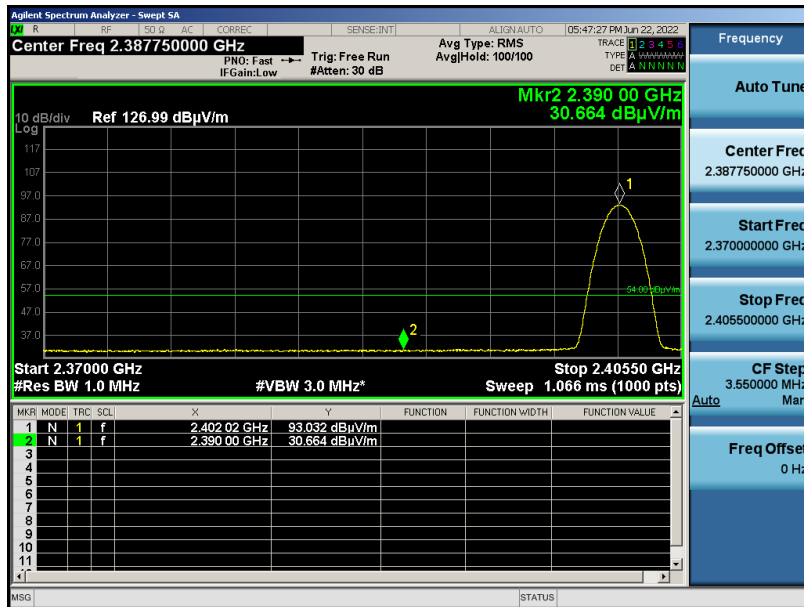 Agilent Spectrum Analyzer - Swept SA
LXI R RF 50 Ω AC CORREC SENSE:INT ALIGN AUTO 05:47:27 PM Jun 22, 2022
Center Freq 2.387750000 GHz Avg Type: RMS TRACE 1 2 3 4 5 6
PNO: Fast Trig: Free Run Avg|Hold: 100/100 TYPE A WWWWW
IFGain:Low #Atten: 30 dB DET A N N N N N
Mkr2 2.390 00 GHz
10 dB/div Ref 126.99 dBµV/m 30.664 dBµV/m
Log
117
107
97.0
87.0
77.0
67.0
57.0
47.0
37.0
1
54.00 dBµV/m
2
Start 2.37000 GHz Stop 2.40550 GHz
#Res BW 1.0 MHz #VBW 3.0 MHz* Sweep 1.066 ms (1000 pts)
MKR MODE TRC SCL X Y FUNCTION FUNCTION WIDTH FUNCTION VALUE
1 N 1 f 2.402 02 GHz 93.032 dBµV/m
2 N 1 f 2.390 00 GHz 30.664 dBµV/m
3
4
5
6
7
8
9
10
11
MSG STATUS
Frequency
Auto Tune
Center Freq
2.387750000 GHz
Start Freq
2.370000000 GHz
Stop Freq
2.405500000 GHz
CF Step
3.550000 MHz
Auto Man
Freq Offset
0 Hz